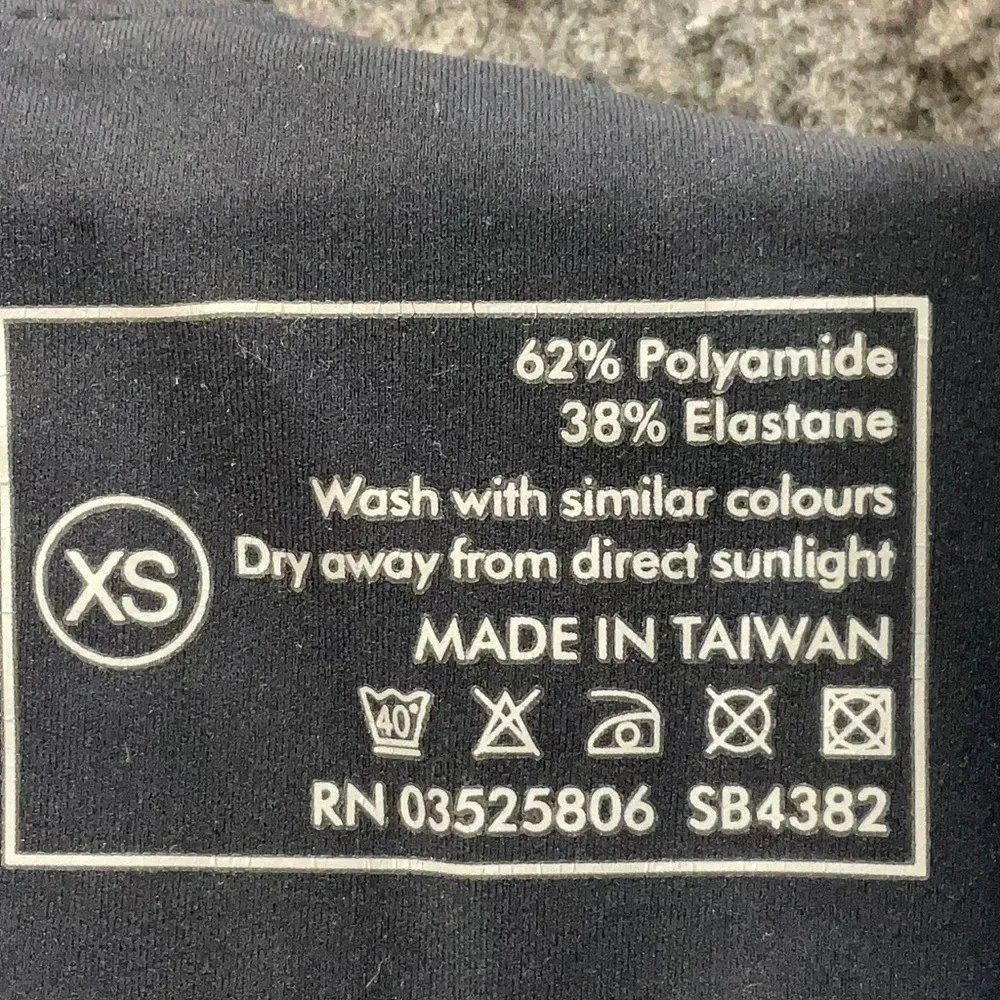 62% Polyamide
38% Elastane
Wash with similar colours
Dry away from direct sunlight
XS
MADE IN TAIWAN
40°
RN 03525806 SB4382